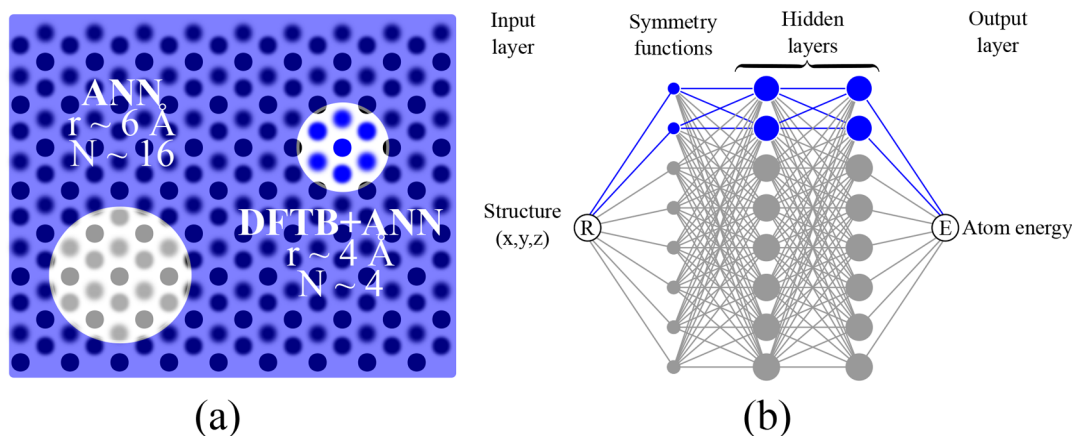 ANN
r ~ 6 Å
N ~ 16
DFTB+ANN
r ~ 4 Å
N ~ 4
(a)
Input
layer
Symmetry
functions
Hidden
layers
Output
layer
Structure
(x,y,z)
R
E
Atom energy
(b)